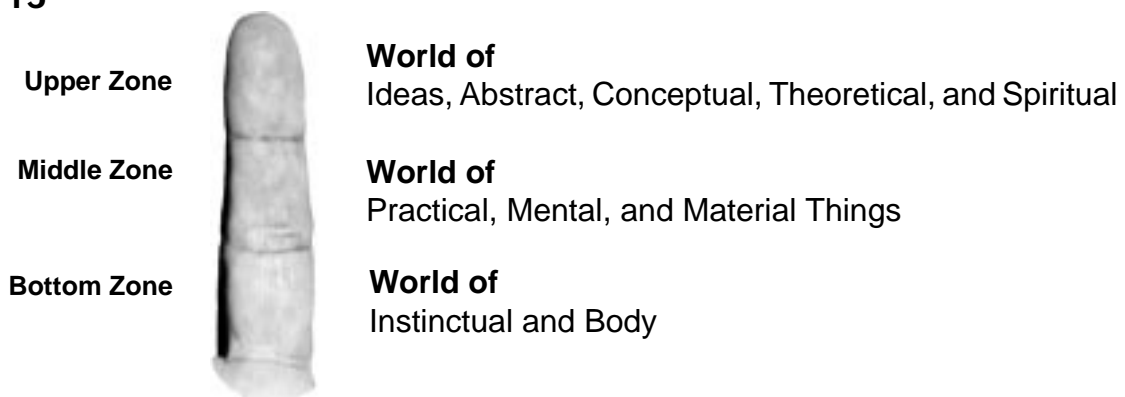 Upper Zone
World of
Ideas, Abstract, Conceptual, Theoretical, and Spiritual
Middle Zone
World of
Practical, Mental, and Material Things
Bottom Zone
World of
Instinctual and Body